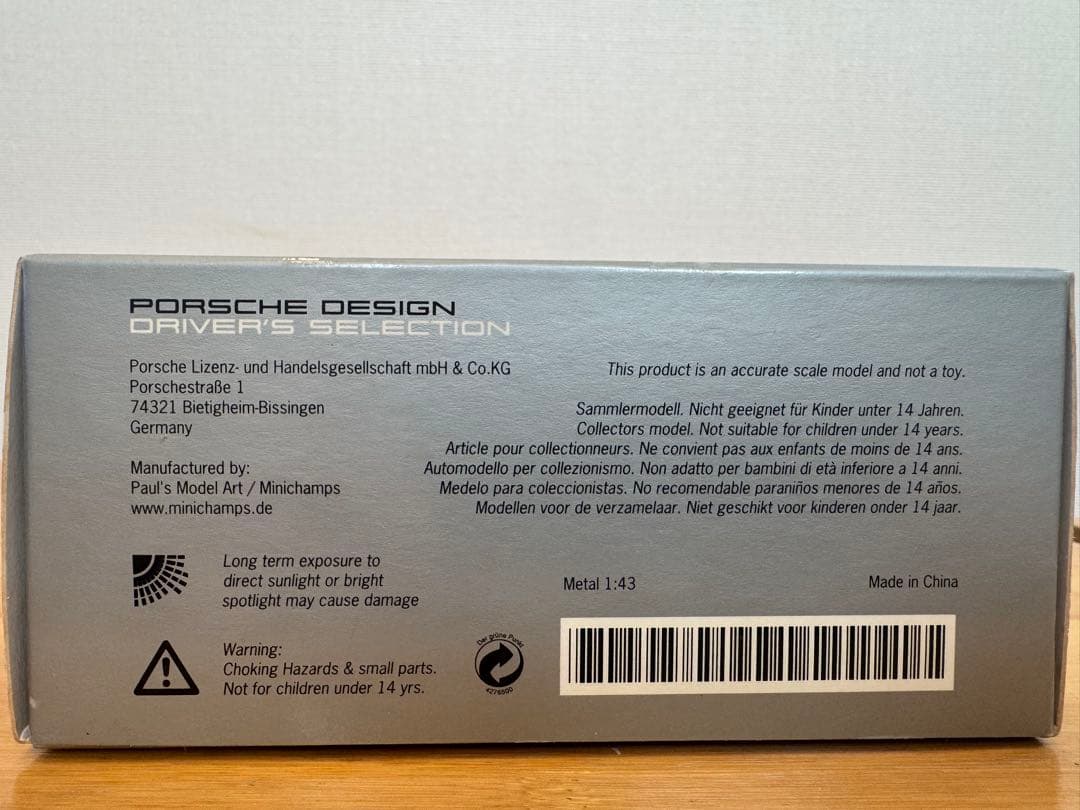 PORSCHE DESIGN
DRIVER'S SELECTION
Porsche Lizenz- und Handelsgesellschaft mbH & Co.KG
Porschestraße 1
74321 Bietigheim-Bissingen
Germany
Manufactured by:
Paul's Model Art / Minichamps
www.minichamps.de
This product is an accurate scale model and not a toy.
Sammlermodell. Nicht geeignet für Kinder unter 14 Jahren.
Collectors model. Not suitable for children under 14 years.
Article pour collectionneurs. Ne convient pas aux enfants de moins de 14 ans.
Automodello per collezionismo. Non adatto per bambini di età inferiore a 14 anni.
Medelo para coleccionistas. No recomendable paraniños menores de 14 años.
Modellen voor de verzamelaar. Niet geschikt voor kinderen onder 14 jaar.
Long term exposure to
direct sunlight or bright
spotlight may cause damage
Metal 1:43
Made in China
Warning:
Choking Hazards & small parts.
Not for children under 14 yrs.
Der grüne Punkt
4276500